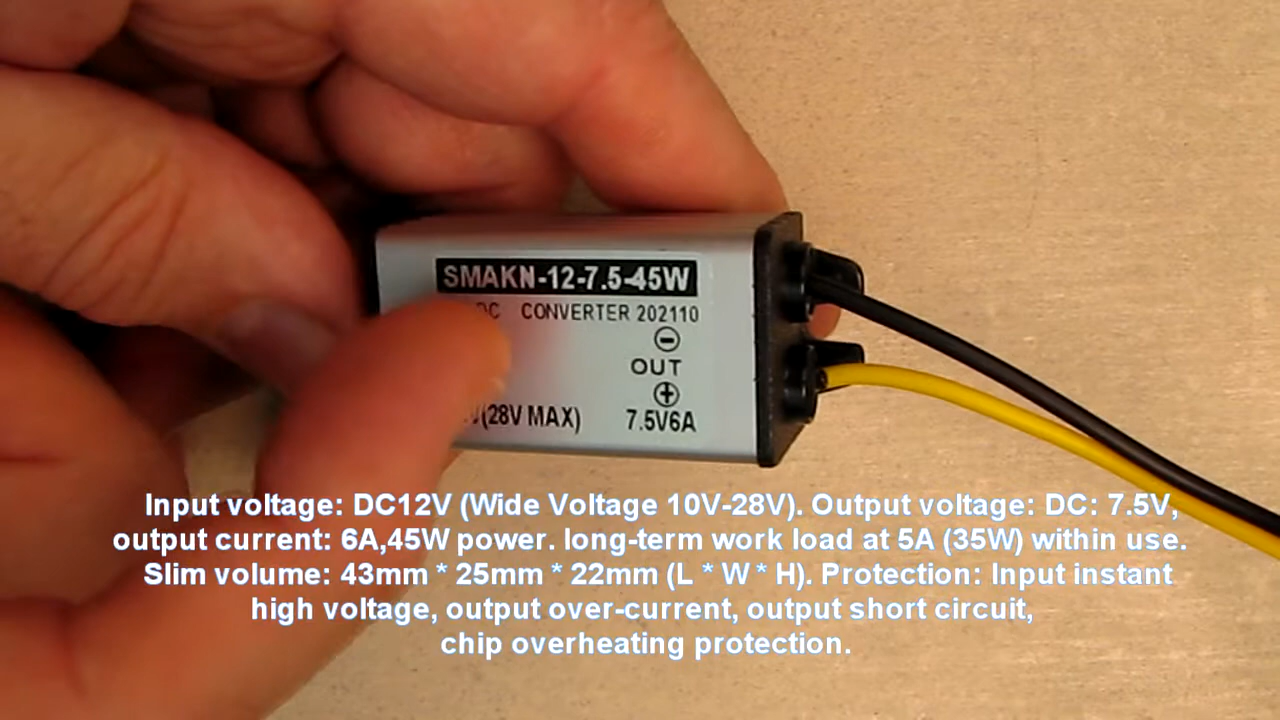 SMAKN-12-7.5-45W
DC CONVERTER 202110
OUT
(28V MAX) 7.5V6A
Input voltage: DC12V (Wide Voltage 10V-28V). Output voltage: DC: 7.5V,
output current: 6A,45W power. long-term work load at 5A (35W) within use.
Slim volume: 43mm * 25mm * 22mm (L * W * H). Protection: Input instant
high voltage, output over-current, output short circuit,
chip overheating protection.